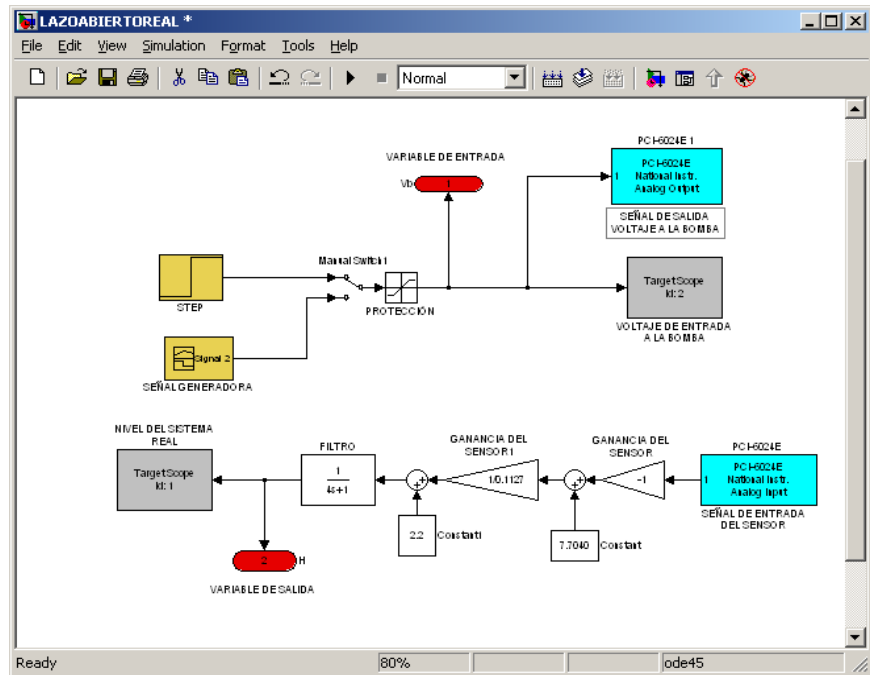 LAZOABIERTOREAL *
File Edit View Simulation Format Tools Help
Normal
VARIABLE DE ENTRADA
Vb
1
PCI-6024E 1
PCI-6024E
National Instr.
Analog Output
1
SEÑAL DE SALIDA
VOLTAJE A LA BOMBA
Manual Switch1
STEP
PROTECCIÓN
TargetScope
Id: 2
VOLTAJE DE ENTRADA
A LA BOMBA
Signal 2
SEÑAL GENERADORA
NIVEL DEL SISTEMA
REAL
TargetScope
Id: 1
FILTRO
1
4s+1
GANANCIA DEL
SENSOR1
1/0.1127
GANANCIA DEL
SENSOR
-1
PCI-6024E
PCI-6024E
National Instr.
Analog Input
1
SEÑAL DE ENTRADA
DEL SENSOR
2.2
Constant1
7.7040
Constant
2
H
VARIABLE DE SALIDA
Ready
80%
ode45